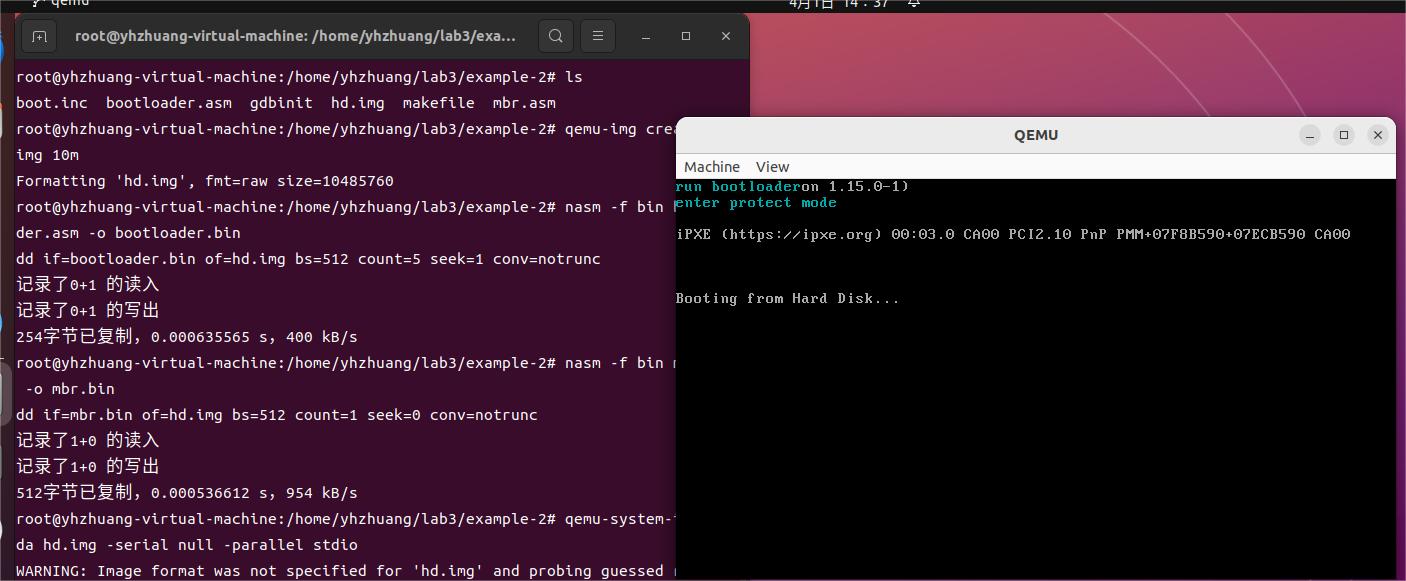 qemu
4月1日 14：37
root@yhzhuang-virtual-machine: /home/yhzhuang/lab3/exa...
root@yhzhuang-virtual-machine:/home/yhzhuang/lab3/example-2# ls
boot.inc  bootloader.asm  gdbinit  hd.img  makefile  mbr.asm
root@yhzhuang-virtual-machine:/home/yhzhuang/lab3/example-2# qemu-img
img 10m
Formatting 'hd.img', fmt=raw size=10485760
root@yhzhuang-virtual-machine:/home/yhzhuang/lab3/example-2# nasm -f bin
der.asm -o bootloader.bin
dd if=bootloader.bin of=hd.img bs=512 count=5 seek=1 conv=notrunc
记录了0+1 的读入
记录了0+1 的写出
254字节已复制，0.000635565 s，400 kB/s
root@yhzhuang-virtual-machine:/home/yhzhuang/lab3/example-2# nasm -f bin
-o mbr.bin
dd if=mbr.bin of=hd.img bs=512 count=1 seek=0 conv=notrunc
记录了1+0 的读入
记录了1+0 的写出
512字节已复制，0.000536612 s，954 kB/s
root@yhzhuang-virtual-machine:/home/yhzhuang/lab3/example-2# qemu-system-
da hd.img -serial null -parallel stdio
WARNING: Image format was not specified for 'hd.img' and probing guessed
QEMU
Machine View
run bootloaderon 1.15.0-1)
enter protect mode
iPXE (https://ipxe.org) 00:03.0 CA00 PCI2.10 PnP PMM+07F8B590+07ECB590 CA00
Booting from Hard Disk...